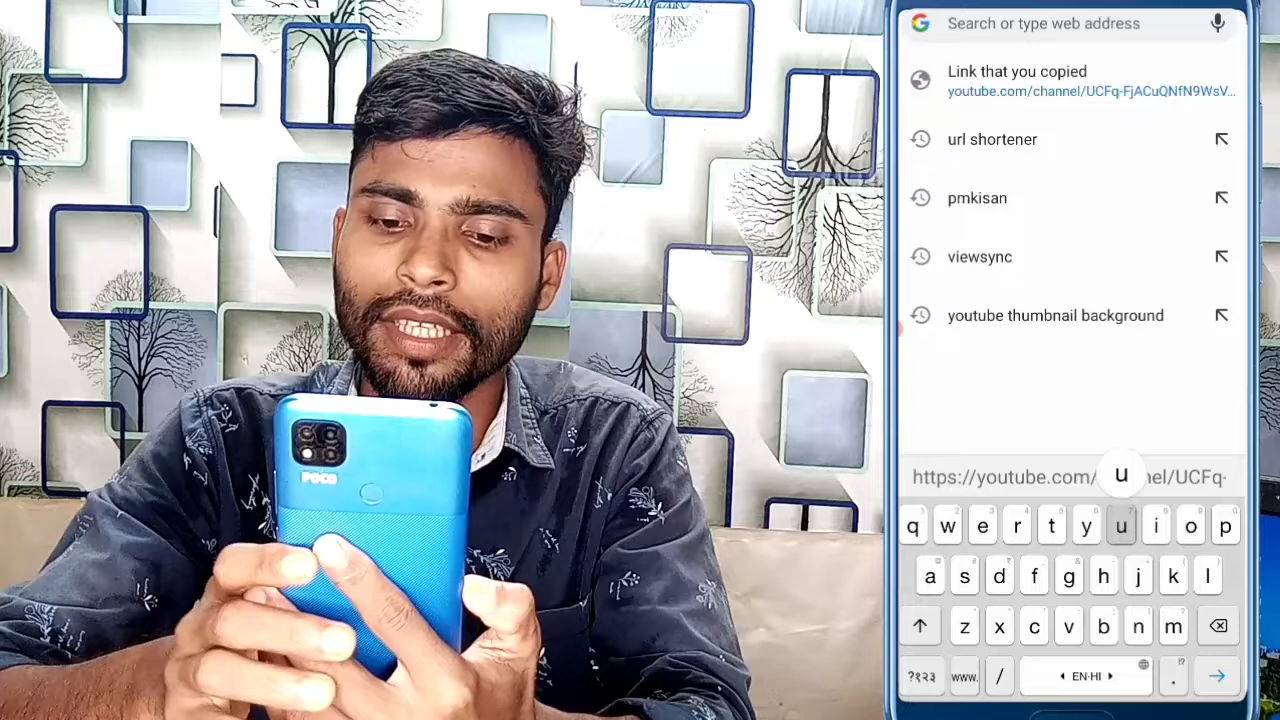 POCO
Search or type web address
Link that you copied
youtube.com/channel/UCFq-FjACuQNfN9WsV...
url shortener
pmkisan
viewsync
youtube thumbnail background
https://youtube.com/ nel/UCFq-
u
q w e r t y u i o p
a s d f g h j k l
z x c v b n m
?१२३ www. / EN·HI .